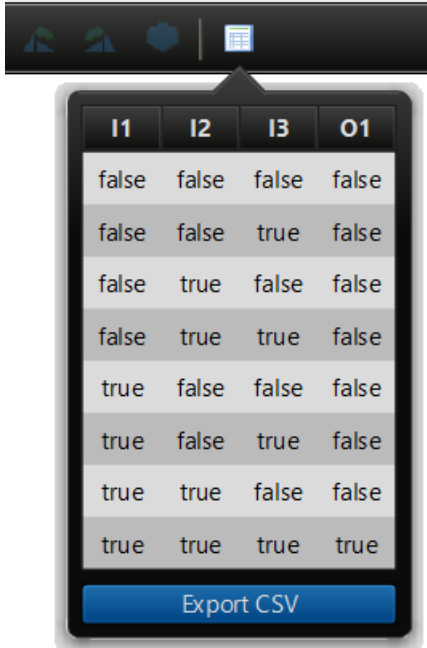 I1 I2 I3 O1
false false false false
false false true false
false true false false
false true true false
true false false false
true false true false
true true false false
true true true true
Export CSV